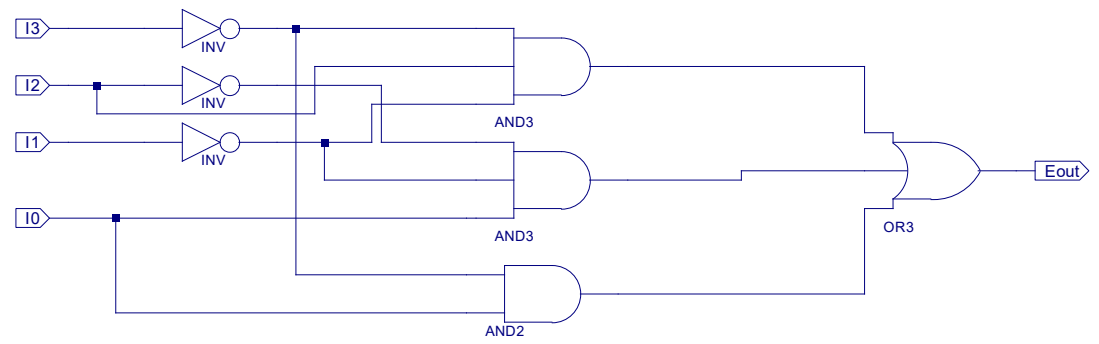 I3
INV
I2
INV
AND3
I1
INV
Eout
I0
AND3
OR3
AND2